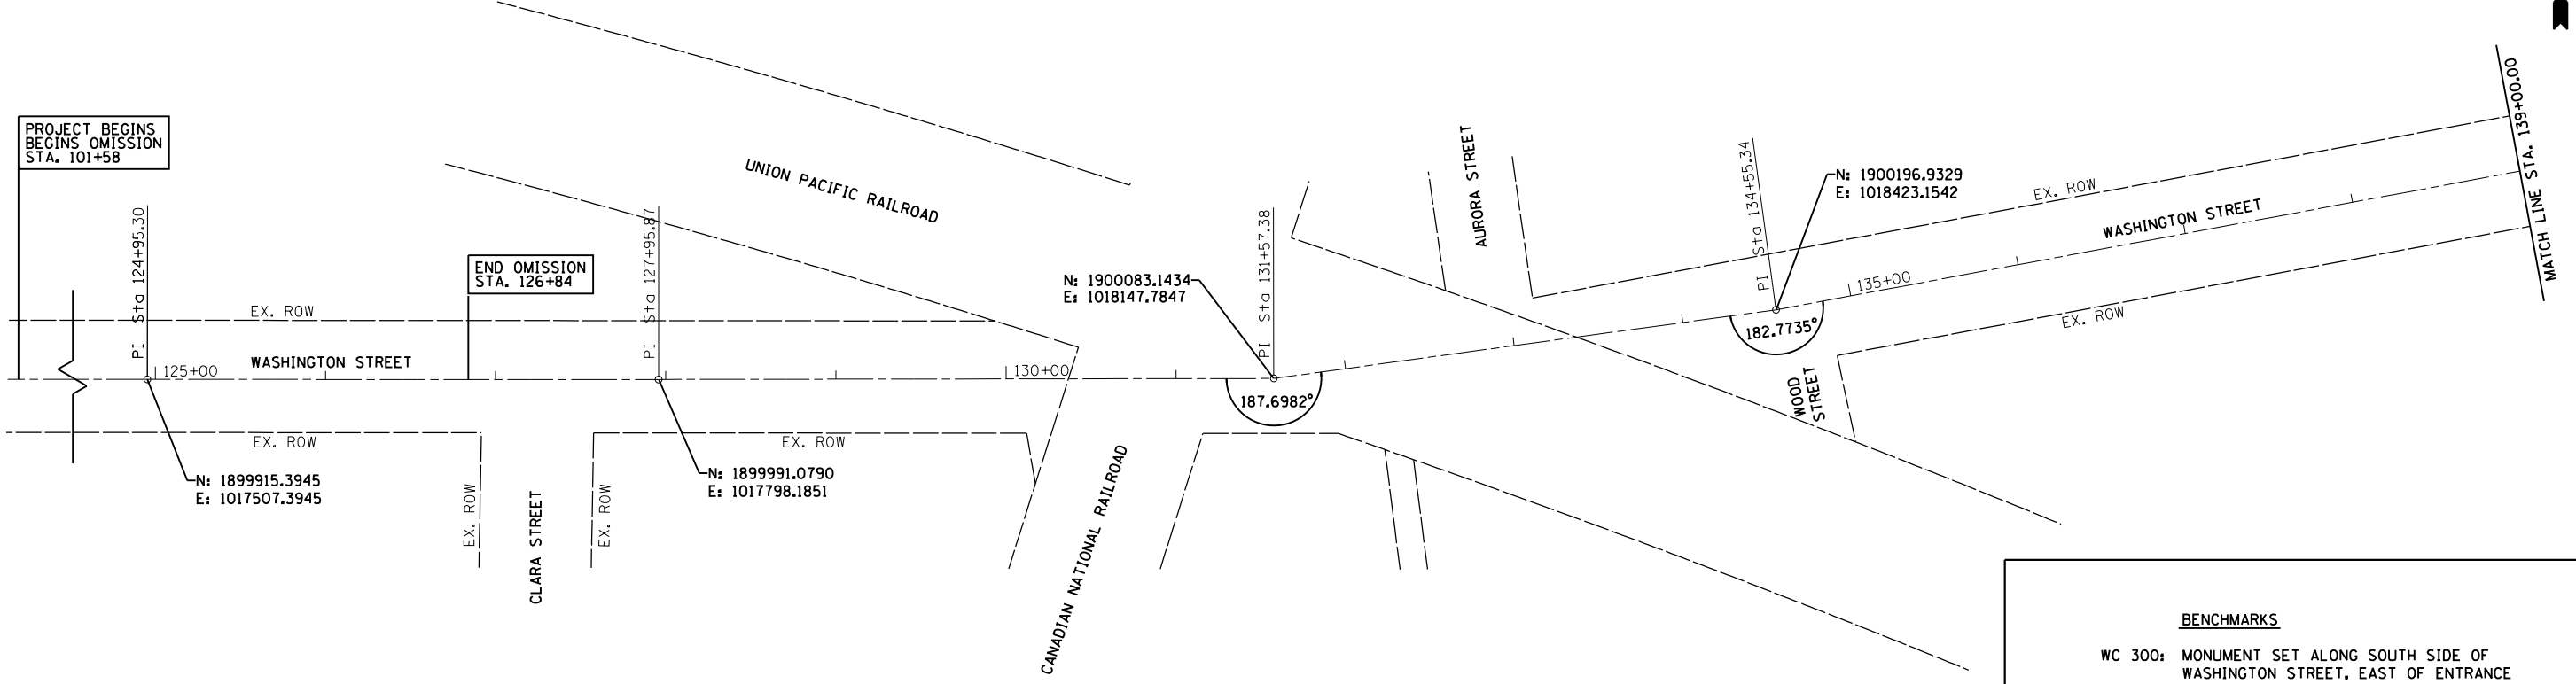 PROJECT BEGINS
BEGINS OMISSION
STA. 101+58
PI Sta 124+95.30
EX. ROW
125+00
WASHINGTON STREET
EX. ROW
N: 1899915.3945
E: 1017507.3945
END OMISSION
STA. 126+84
EX. ROW
CLARA STREET
EX. ROW
PI Sta 127+95.87
N: 1899991.0790
E: 1017798.1851
UNION PACIFIC RAILROAD
EX. ROW
130+00
CANADIAN NATIONAL RAILROAD
N: 1900083.1434
E: 1018147.7847
PI Sta 131+57.38
187.6982°
AURORA STREET
PI Sta 134+55.34
N: 1900196.9329
E: 1018423.1542
182.7735°
135+00
WOOD
STREET
EX. ROW
WASHINGTON STREET
EX. ROW
MATCH LINE STA. 139+00.00
BENCHMARKS
WC 300: MONUMENT SET ALONG SOUTH SIDE OF
WASHINGTON STREET, EAST OF ENTRANCE